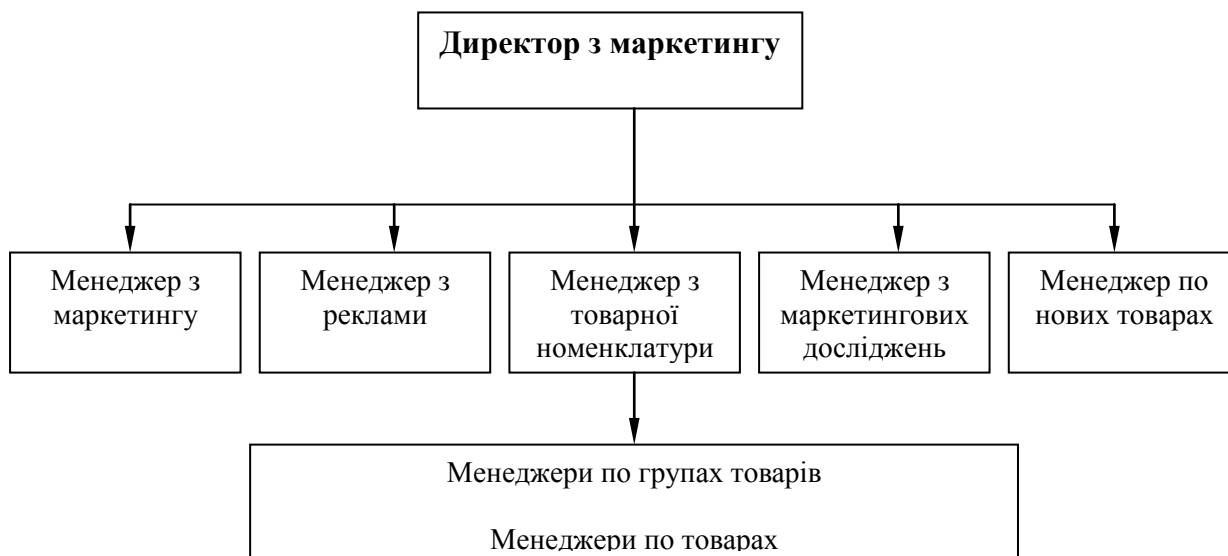 Директор з маркетингу
Менеджер з
маркетингу
Менеджер з
реклами
Менеджер з
товарної
номенклатури
Менеджер з
маркетингових
досліджень
Менеджер по
нових товарах
Менеджери по групах товарів
Менеджери по товарах